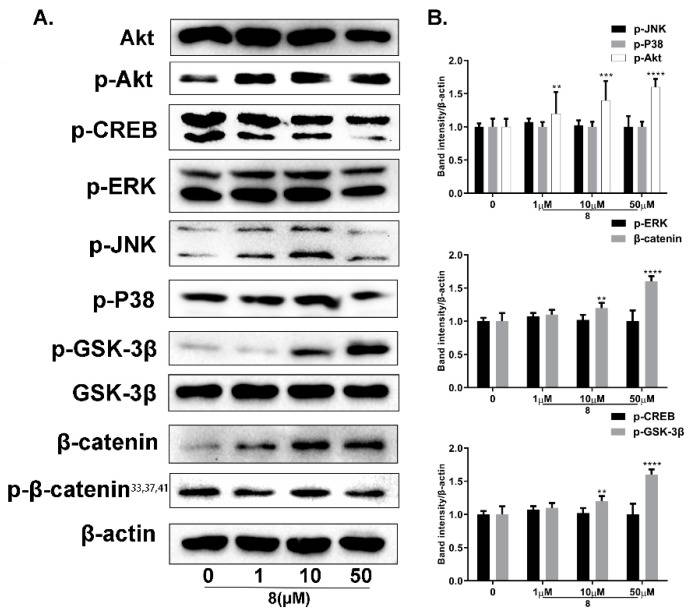 A.
Akt
p-Akt
p-CREB
p-ERK
p-JNK
p-P38
p-GSK-3β
GSK-3β
β-catenin
p-β-catenin33,37,41
β-actin
0 1 10 50
8(μM)
B.
p-JNK
p-P38
p-Akt
Band intensity/β-actin
2.0
1.5
1.0
0.5
0.0
** *** ****
0 1μM 10μM 50μM
8
p-ERK
β-catenin
Band intensity/β-actin
2.0
1.5
1.0
0.5
0.0
** ****
0 1μM 10μM 50μM
8
p-CREB
p-GSK-3β
Band intensity/β-actin
2.0
1.5
1.0
0.5
0.0
** ****
0 1μM 10μM 50μM
8